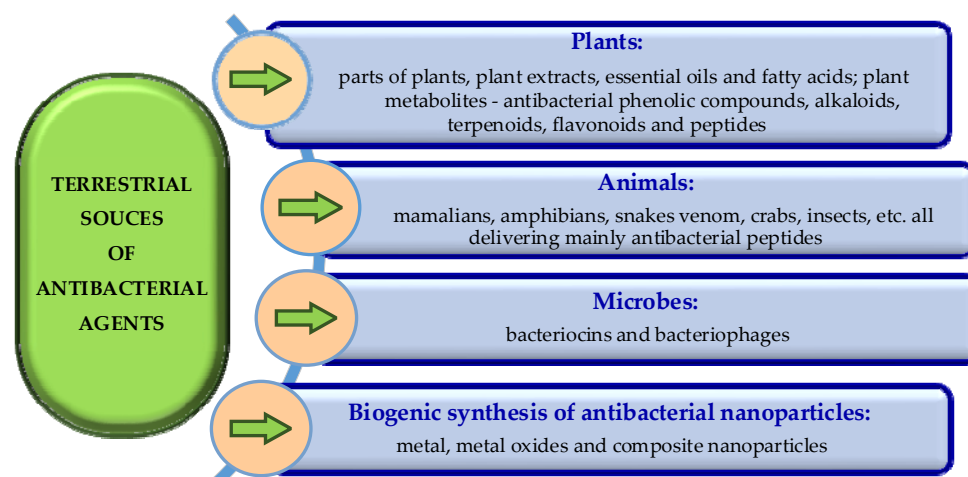 TERRESTRIAL
SOUCES
OF
ANTIBACTERIAL
AGENTS
Plants:
parts of plants, plant extracts, essential oils and fatty acids; plant
metabolites - antibacterial phenolic compounds, alkaloids,
terpenoids, flavonoids and peptides
Animals:
mamalians, amphibians, snakes venom, crabs, insects, etc. all
delivering mainly antibacterial peptides
Microbes:
bacteriocins and bacteriophages
Biogenic synthesis of antibacterial nanoparticles:
metal, metal oxides and composite nanoparticles